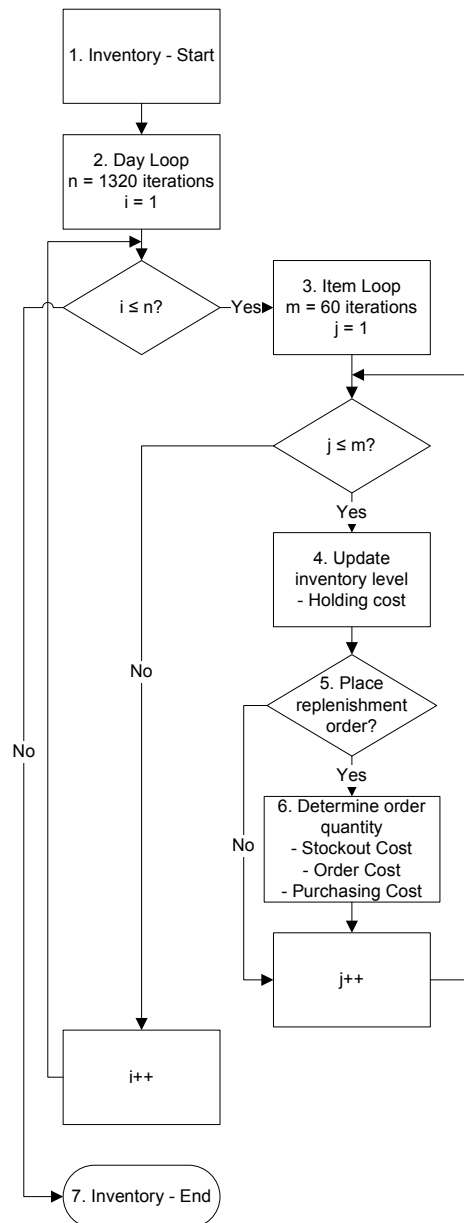 1. Inventory - Start
2. Day Loop
n = 1320 iterations
i = 1
i ≤ n?
Yes
3. Item Loop
m = 60 iterations
j = 1
j ≤ m?
Yes
4. Update
inventory level
- Holding cost
No
5. Place
replenishment
order?
No
Yes
6. Determine order
quantity
- Stockout Cost
- Order Cost
- Purchasing Cost
No
j++
i++
7. Inventory - End